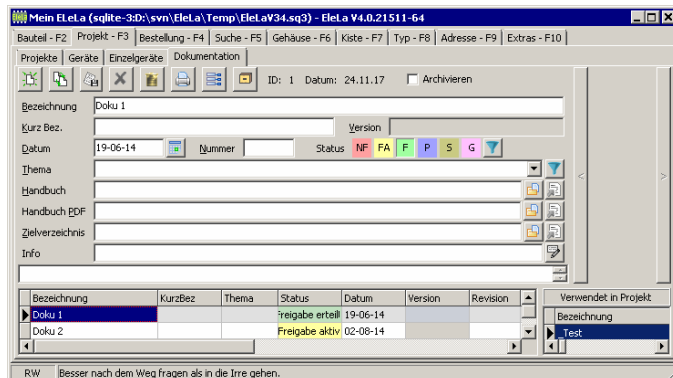 Mein ELeLa (sqlite-3:D:\svn\EleLa\Temp\EleLaV34.sq3) - EleLa V4.0.21511-64
Bauteil - F2 Projekt - F3 Bestellung - F4 Suche - F5 Gehäuse - F6 Kiste - F7 Typ - F8 Adresse - F9 Extras - F10
Projekte Geräte Einzelgeräte Dokumentation
ID: 1 Datum: 24.11.17 Archivieren
Bezeichnung Doku 1
Kurz Bez. Version
Datum 19-06-14 Nummer Status NF FA F P S G
Thema
Handbuch
Handbuch PDF
Zielverzeichnis
Info
< >
Bezeichnung KurzBez Thema Status Datum Version Revision
Doku 1 Freigabe erteil 19-06-14
Doku 2 Freigabe aktiv 02-08-14
Verwendet in Projekt
Bezeichnung
_Test
RW Besser nach dem Weg fragen als in die Irre gehen.